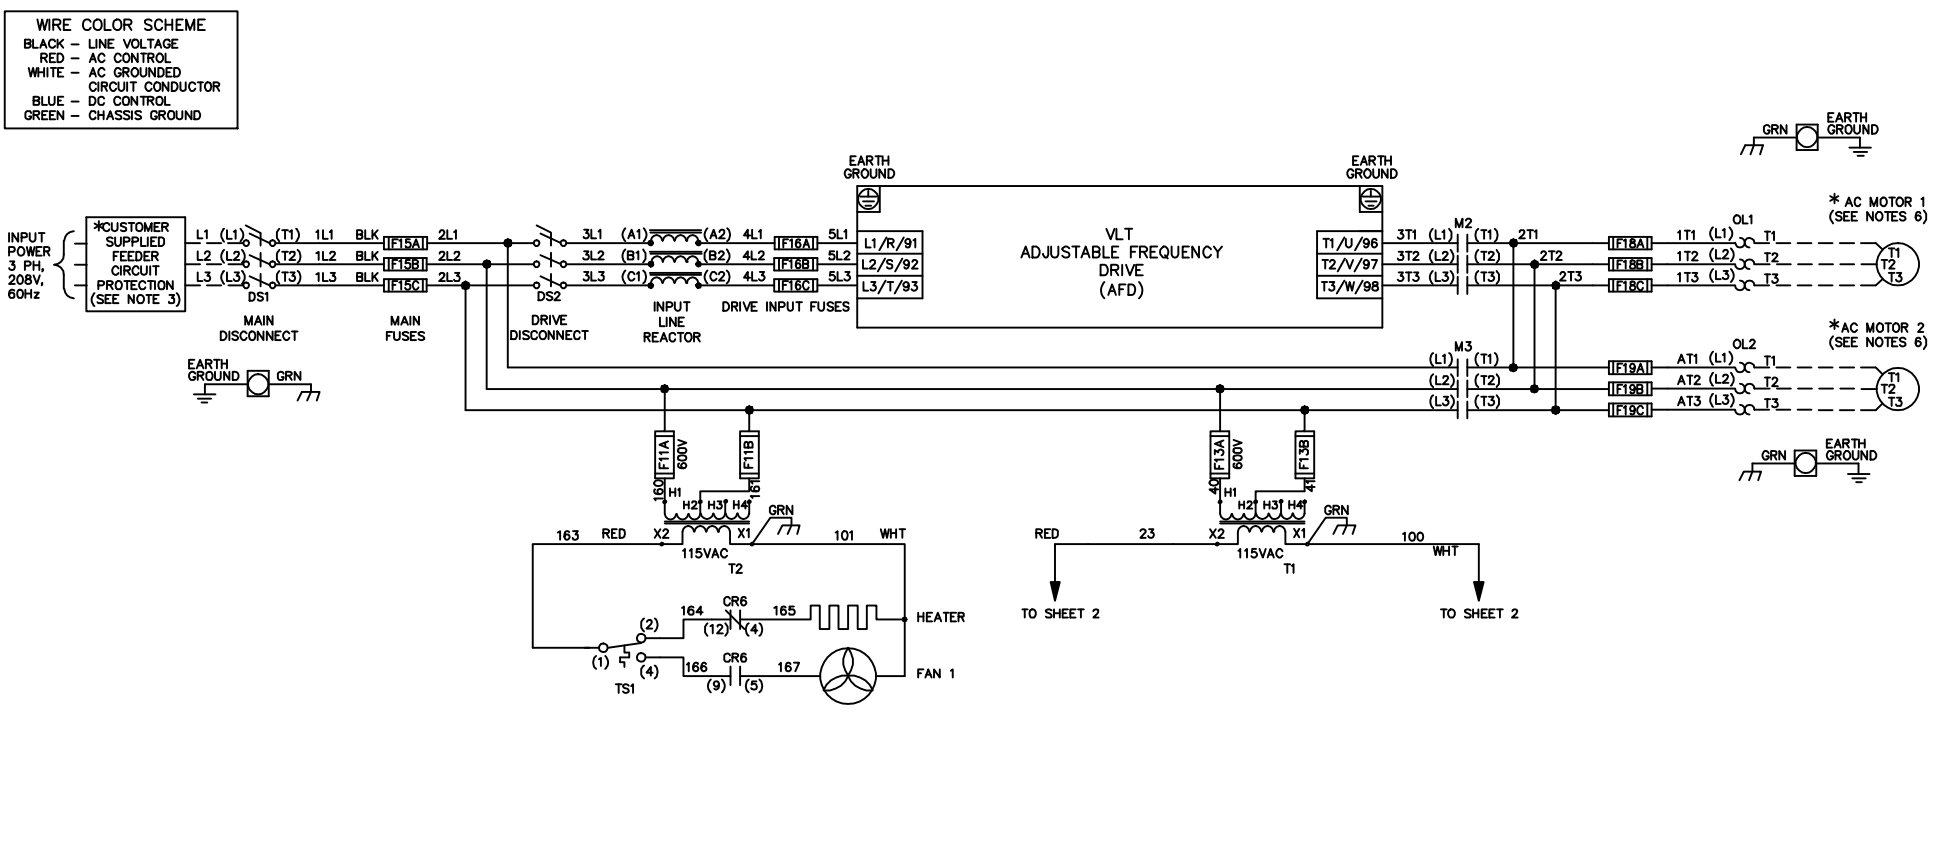 WIRE COLOR SCHEME
BLACK – LINE VOLTAGE
RED – AC CONTROL
WHITE – AC GROUNDED
CIRCUIT CONDUCTOR
BLUE – DC CONTROL
GREEN – CHASSIS GROUND
GRN
EARTH
GROUND
EARTH
GROUND
EARTH
GROUND
* AC MOTOR 1
(SEE NOTES 6)
INPUT
POWER
3 PH,
208V,
60Hz
*CUSTOMER
SUPPLIED
FEEDER
CIRCUIT
PROTECTION
(SEE NOTE 3)
L1 (L1) (T1) 1L1 BLK F15A 2L1 3L1 (A1) (A2) 4L1 F16A 5L1 L1/R/91
L2 (L2) (T2) 1L2 BLK F15B 2L2 3L2 (B1) (B2) 4L2 F16B 5L2 L2/S/92
L3 (L3) (T3) 1L3 BLK F15C 2L3 3L3 (C1) (C2) 4L3 F16C 5L3 L3/T/93
DS1
MAIN
DISCONNECT
MAIN
FUSES
DS2
DRIVE
DISCONNECT
INPUT
LINE
REACTOR
DRIVE INPUT FUSES
VLT
ADJUSTABLE FREQUENCY
DRIVE
(AFD)
M2
OL1
T1/U/96 3T1 (L1) (T1) 2T1 F18A 1T1 (L1) T1 T1
T2/V/97 3T2 (L2) (T2) 2T2 F18B 1T2 (L2) T2 T2
T3/W/98 3T3 (L3) (T3) 2T3 F18C 1T3 (L3) T3 T3
* AC MOTOR 2
(SEE NOTES 6)
M3
OL2
(L1) (T1) F19A AT1 (L1) T1 T1
(L2) (T2) F19B AT2 (L2) T2 T2
(L3) (T3) F19C AT3 (L3) T3 T3
EARTH
GROUND
GRN
GRN
EARTH
GROUND
F11A
600V
F11B
160
161
H1
H2 H3 H4
GRN
163 RED X2 X1 101 WHT
115VAC
T2
F13A
600V
F13B
40
41
H1
H2 H3 H4
GRN
RED 23 X2 X1 100
WHT
115VAC
T1
TO SHEET 2
TO SHEET 2
CR6
164 165
(12) (4)
HEATER
(2)
(1)
(4)
TS1
CR6
166 167
(9) (5)
FAN 1